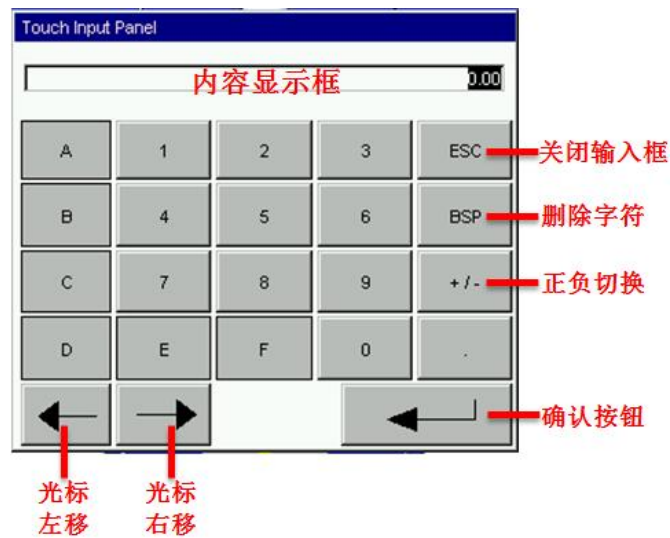 Touch Input Panel
内容显示框 0.00
A 1 2 3 ESC 关闭输入框
B 4 5 6 BSP 删除字符
C 7 8 9 +/- 正负切换
D E F 0 .
确认按钮
光标 光标
左移 右移